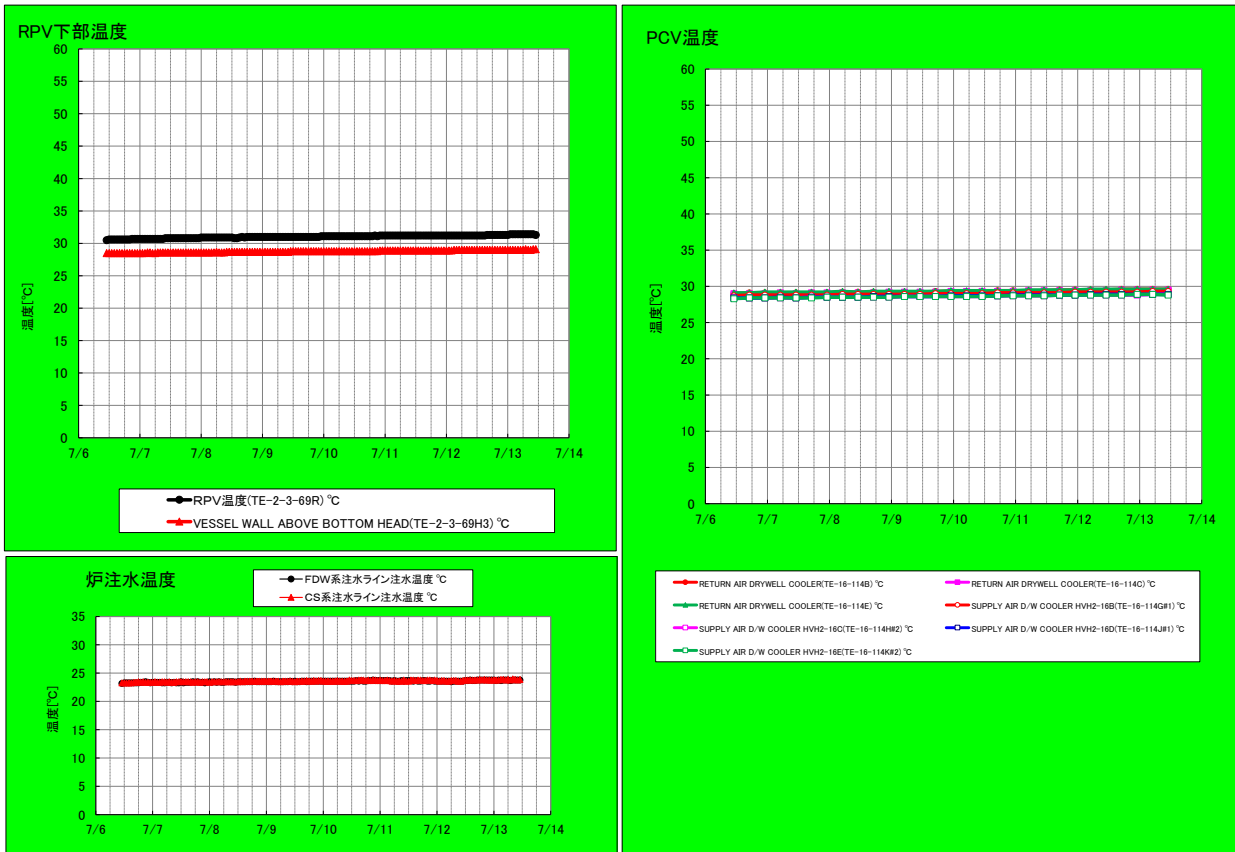 RPV下部温度
60
55
50
45
40
35
30
25
20
15
10
5
0
温度[℃]
7/6 7/7 7/8 7/9 7/10 7/11 7/12 7/13 7/14
RPV温度(TE-2-3-69R) ℃
VESSEL WALL ABOVE BOTTOM HEAD(TE-2-3-69H3) ℃
炉注水温度
FDW系注水ライン注水温度 ℃
CS系注水ライン注水温度 ℃
35
30
25
20
15
10
5
0
温度[℃]
7/6 7/7 7/8 7/9 7/10 7/11 7/12 7/13 7/14
PCV温度
60
55
50
45
40
35
30
25
20
15
10
5
0
温度[℃]
7/6 7/7 7/8 7/9 7/10 7/11 7/12 7/13 7/14
RETURN AIR DRYWELL COOLER(TE-16-114B) ℃
RETURN AIR DRYWELL COOLER(TE-16-114C) ℃
RETURN AIR DRYWELL COOLER(TE-16-114E) ℃
SUPPLY AIR D/W COOLER HVH2-16B(TE-16-114G#1) ℃
SUPPLY AIR D/W COOLER HVH2-16C(TE-16-114H#2) ℃
SUPPLY AIR D/W COOLER HVH2-16D(TE-16-114J#1) ℃
SUPPLY AIR D/W COOLER HVH2-16E(TE-16-114K#2) ℃